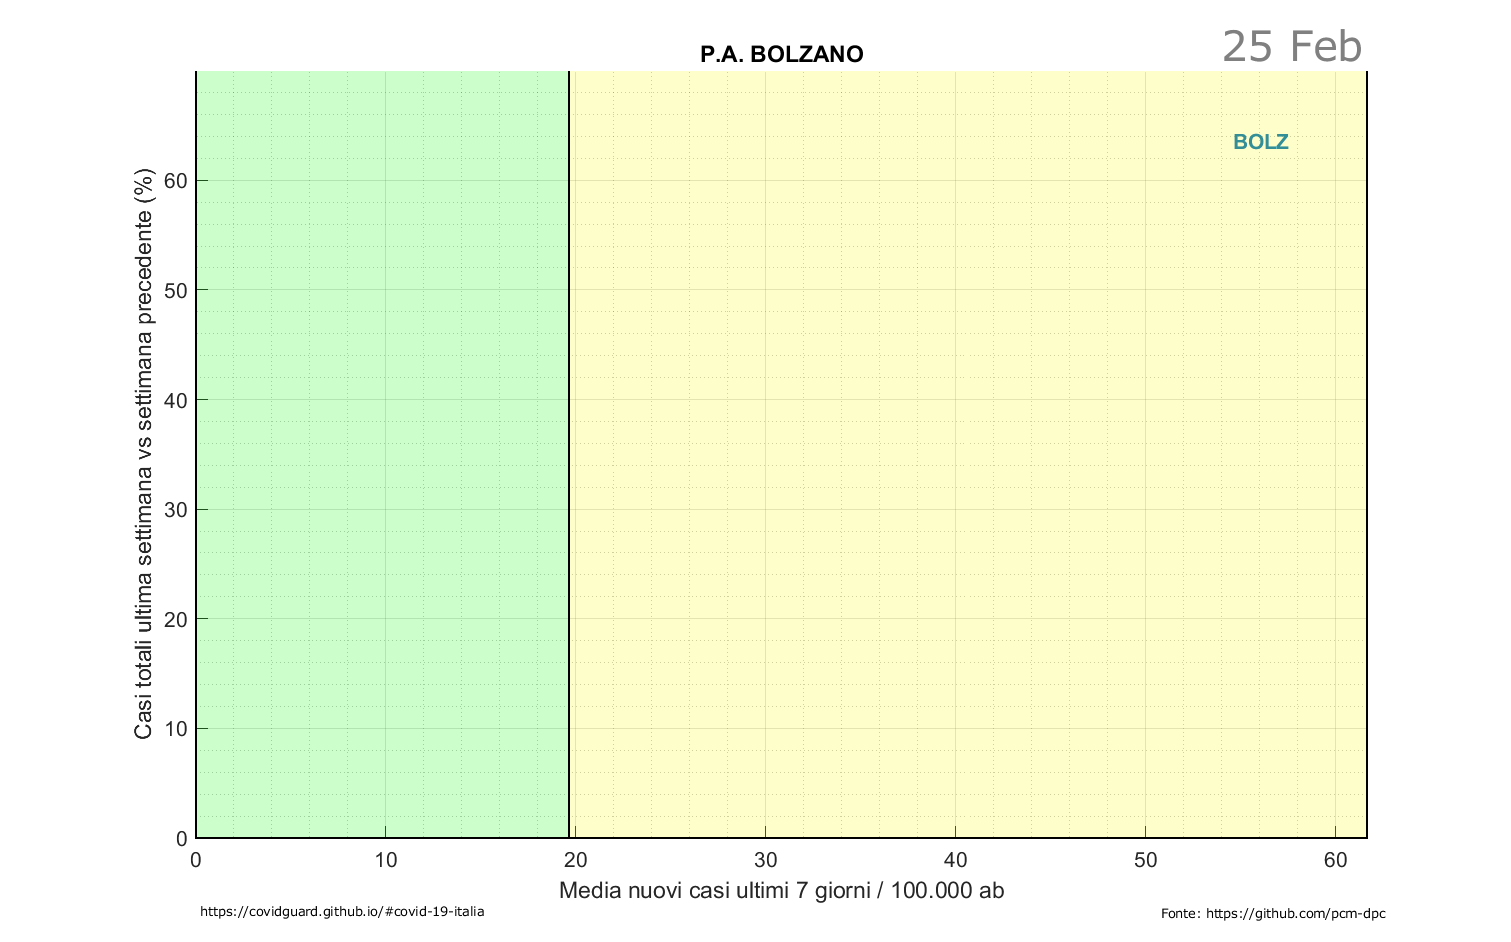 P.A. BOLZANO
25 Feb
BOLZ
Casi totali ultima settimana vs settimana precedente (%)
60
50
40
30
20
10
0
0 10 20 30 40 50 60
Media nuovi casi ultimi 7 giorni / 100.000 ab
https://covidguard.github.io/#covid-19-italia
Fonte: https://github.com/pcm-dpc